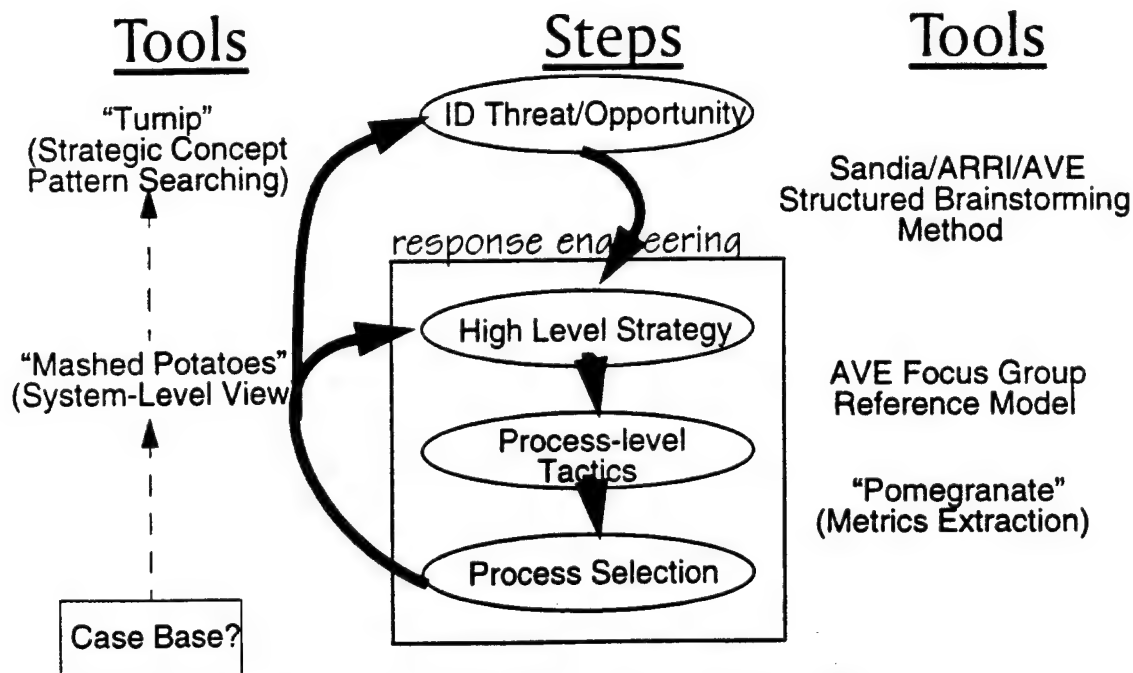 Tools
Steps
Tools
"Turnip"
(Strategic Concept
Pattern Searching)
ID Threat/Opportunity
Sandia/ARRI/AVE
Structured Brainstorming
Method
response engineering
High Level Strategy
"Mashed Potatoes"
(System-Level View)
AVE Focus Group
Reference Model
Process-level
Tactics
"Pomegranate"
(Metrics Extraction)
Process Selection
Case Base?